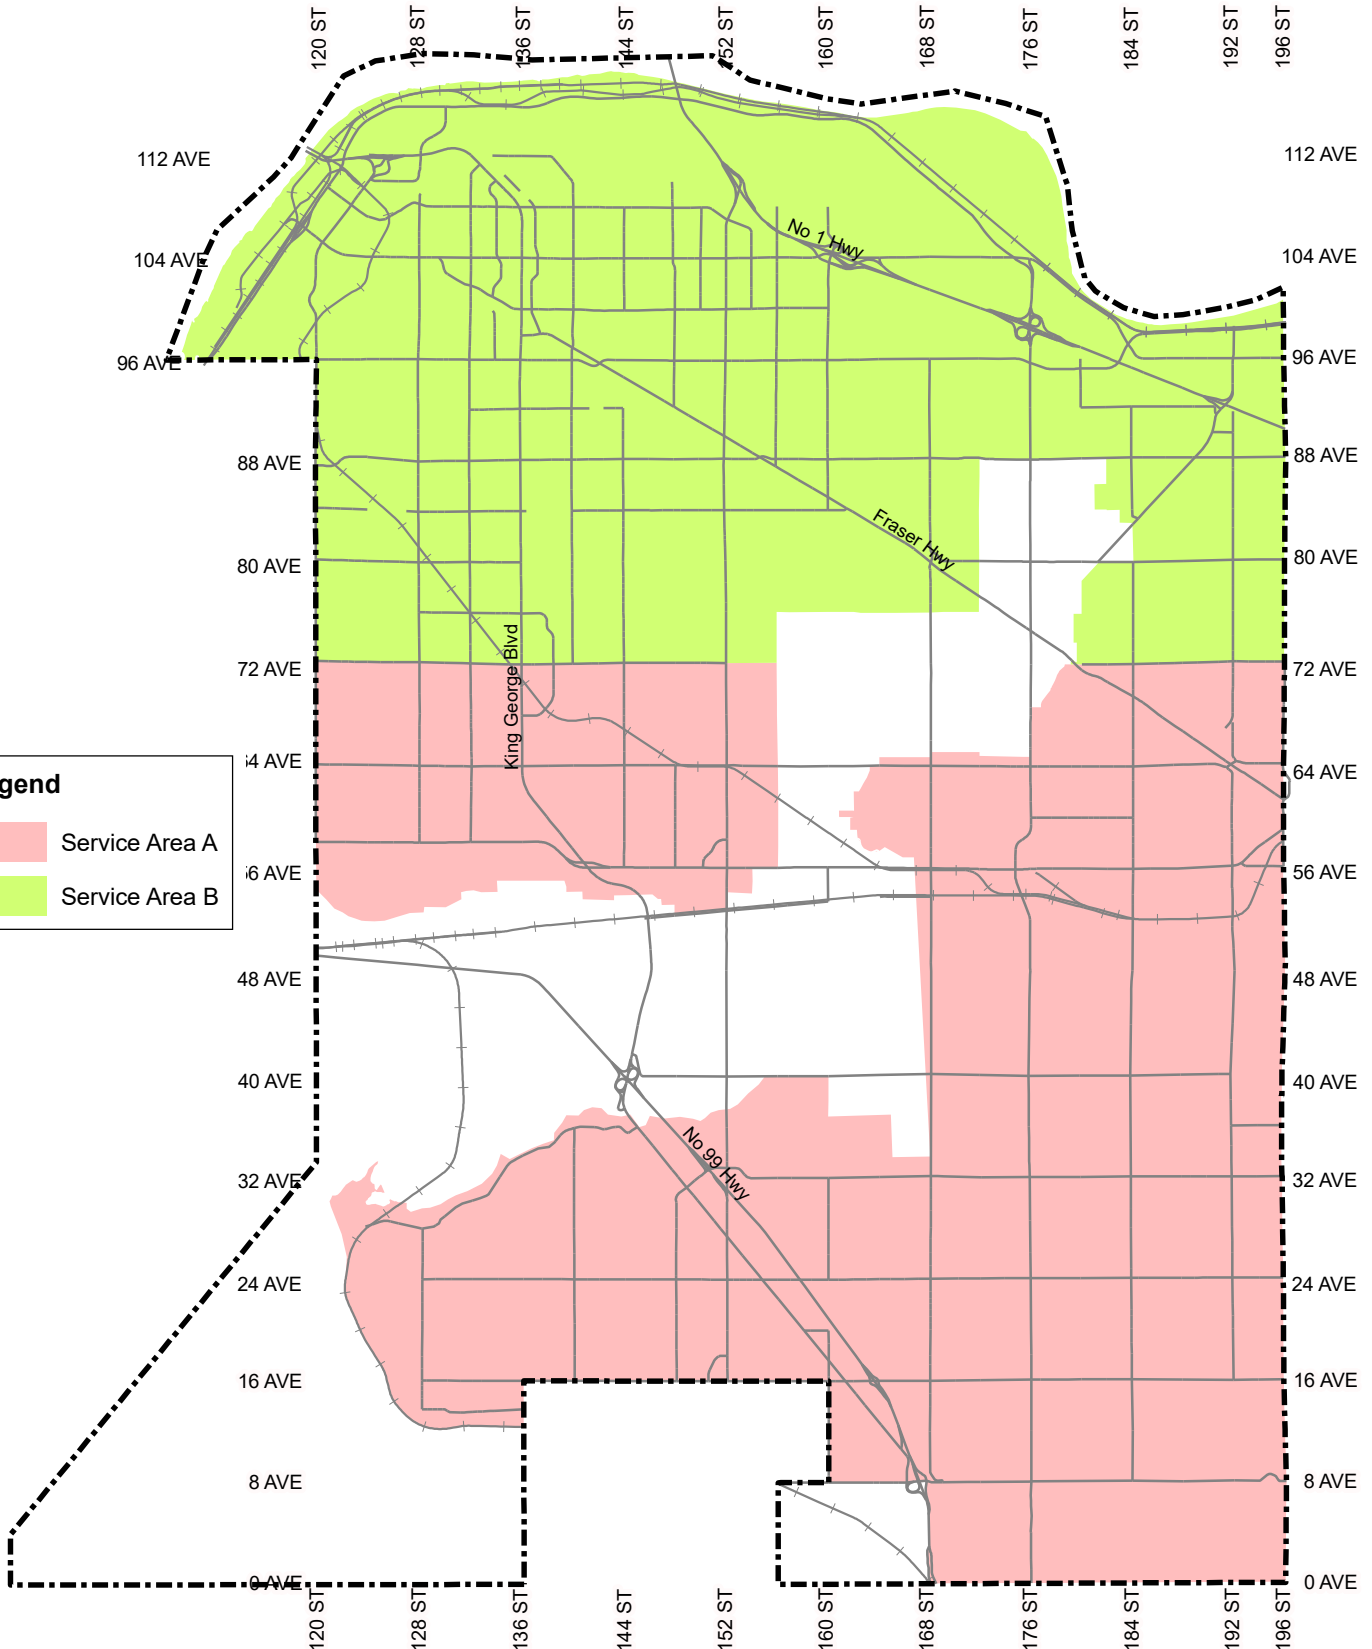 120 ST
128 ST
136 ST
144 ST
152 ST
160 ST
168 ST
176 ST
184 ST
192 ST
196 ST
112 AVE
112 AVE
No 1 Hwy
104 AVE
104 AVE
96 AVE
96 AVE
88 AVE
88 AVE
Fraser Hwy
80 AVE
80 AVE
King George Blvd
72 AVE
72 AVE
64 AVE
4 AVE
gend
Service Area A
56 AVE
6 AVE
Service Area B
48 AVE
48 AVE
40 AVE
40 AVE
No 99 Hwy
32 AVE
32 AVE
24 AVE
24 AVE
16 AVE
16 AVE
8 AVE
8 AVE
0 AVE
0 AVE
120 ST
128 ST
136 ST
144 ST
152 ST
160 ST
168 ST
176 ST
184 ST
192 ST
196 ST